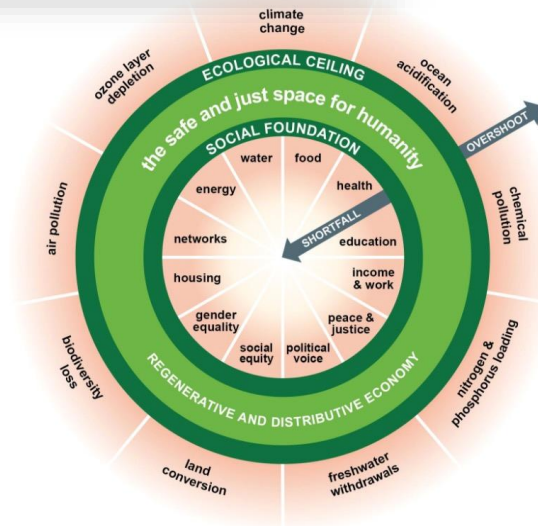 climate
change
ocean
acidification
chemical
pollution
nitrogen &
phosphorus loading
freshwater
withdrawals
land
conversion
biodiversity
loss
air pollution
ozone layer
depletion
OVERSHOOT
ECOLOGICAL CEILING
the safe and just space for humanity
SOCIAL FOUNDATION
water
food
health
SHORTFALL
education
income
& work
peace &
justice
political
voice
social
equity
gender
equality
housing
networks
energy
REGENERATIVE AND DISTRIBUTIVE ECONOMY